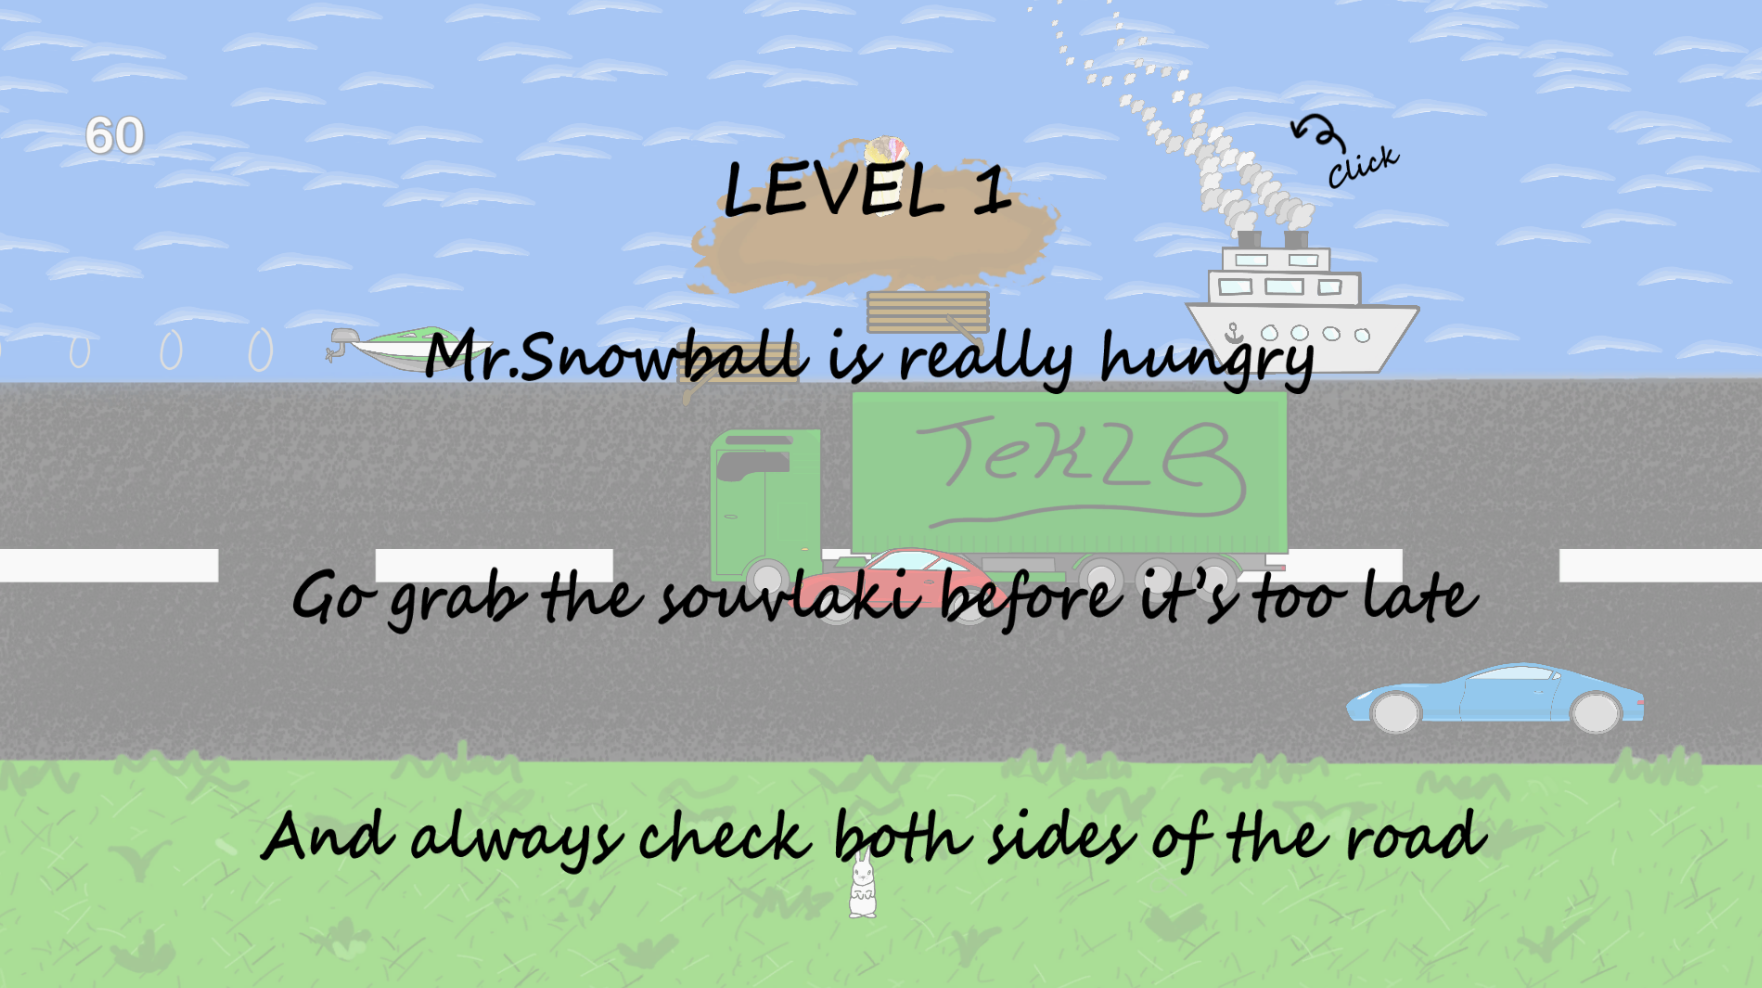 60
Click
LEVEL 1
Mr.Snowball is really hungry
TekLB
Go grab the souvlaki before it's too late
And always check both sides of the road